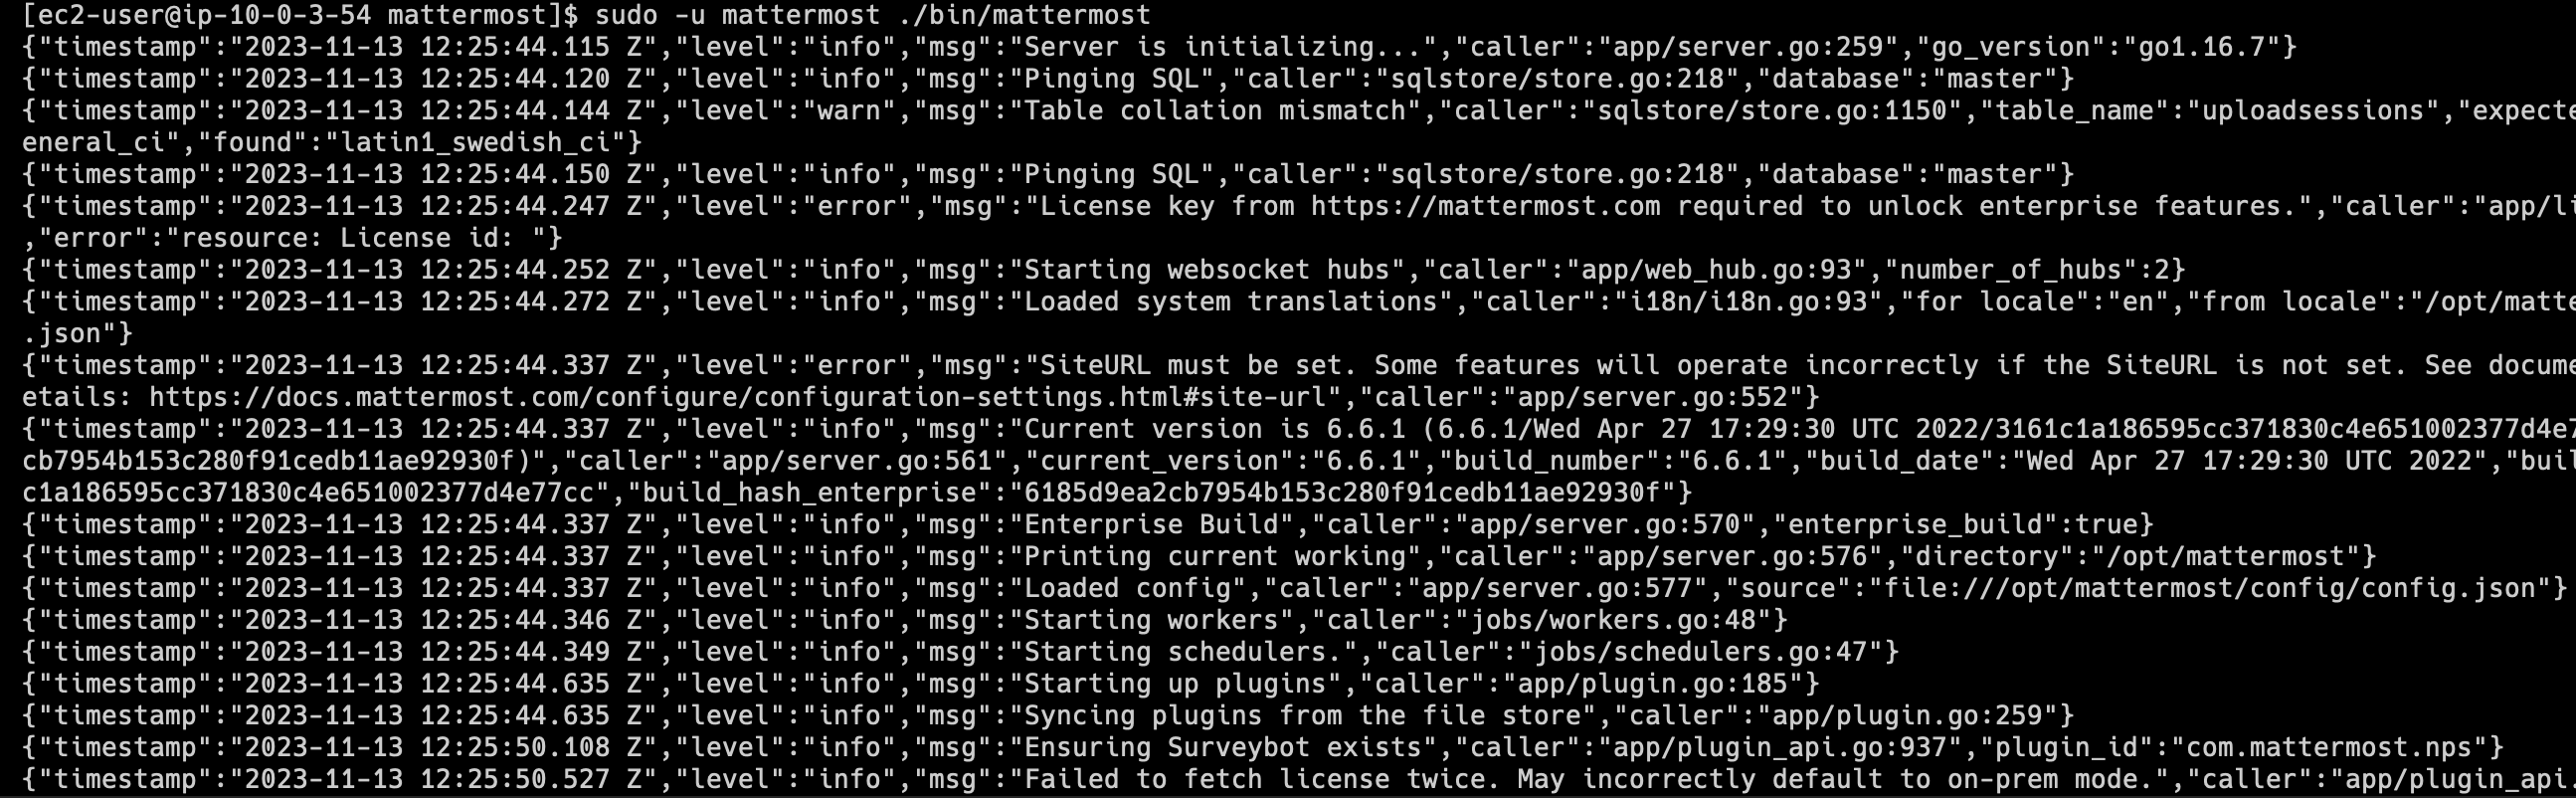 [ec2-user@ip-10-0-3-54 mattermost]$ sudo -u mattermost ./bin/mattermost
{"timestamp":"2023-11-13 12:25:44.115 Z","level":"info","msg":"Server is initializing...","caller":"app/server.go:259","go_version":"go1.16.7"}
{"timestamp":"2023-11-13 12:25:44.120 Z","level":"info","msg":"Pinging SQL","caller":"sqlstore/store.go:218","database":"master"}
{"timestamp":"2023-11-13 12:25:44.144 Z","level":"warn","msg":"Table collation mismatch","caller":"sqlstore/store.go:1150","table_name":"uploadsessions","expecte
eneral_ci","found":"latin1_swedish_ci"}
{"timestamp":"2023-11-13 12:25:44.150 Z","level":"info","msg":"Pinging SQL","caller":"sqlstore/store.go:218","database":"master"}
{"timestamp":"2023-11-13 12:25:44.247 Z","level":"error","msg":"License key from https://mattermost.com required to unlock enterprise features.","caller":"app/li
,"error":"resource: License id: "}
{"timestamp":"2023-11-13 12:25:44.252 Z","level":"info","msg":"Starting websocket hubs","caller":"app/web_hub.go:93","number_of_hubs":2}
{"timestamp":"2023-11-13 12:25:44.272 Z","level":"info","msg":"Loaded system translations","caller":"i18n/i18n.go:93","for locale":"en","from locale":"/opt/matte
.json"}
{"timestamp":"2023-11-13 12:25:44.337 Z","level":"error","msg":"SiteURL must be set. Some features will operate incorrectly if the SiteURL is not set. See docume
etails: https://docs.mattermost.com/configure/configuration-settings.html#site-url","caller":"app/server.go:552"}
{"timestamp":"2023-11-13 12:25:44.337 Z","level":"info","msg":"Current version is 6.6.1 (6.6.1/Wed Apr 27 17:29:30 UTC 2022/3161c1a186595cc371830c4e651002377d4e7
cb7954b153c280f91cedb11ae92930f)","caller":"app/server.go:561","current_version":"6.6.1","build_number":"6.6.1","build_date":"Wed Apr 27 17:29:30 UTC 2022","buil
c1a186595cc371830c4e651002377d4e77cc","build_hash_enterprise":"6185d9ea2cb7954b153c280f91cedb11ae92930f"}
{"timestamp":"2023-11-13 12:25:44.337 Z","level":"info","msg":"Enterprise Build","caller":"app/server.go:570","enterprise_build":true}
{"timestamp":"2023-11-13 12:25:44.337 Z","level":"info","msg":"Printing current working","caller":"app/server.go:576","directory":"/opt/mattermost"}
{"timestamp":"2023-11-13 12:25:44.337 Z","level":"info","msg":"Loaded config","caller":"app/server.go:577","source":"file:///opt/mattermost/config/config.json"}
{"timestamp":"2023-11-13 12:25:44.346 Z","level":"info","msg":"Starting workers","caller":"jobs/workers.go:48"}
{"timestamp":"2023-11-13 12:25:44.349 Z","level":"info","msg":"Starting schedulers.","caller":"jobs/schedulers.go:47"}
{"timestamp":"2023-11-13 12:25:44.635 Z","level":"info","msg":"Starting up plugins","caller":"app/plugin.go:185"}
{"timestamp":"2023-11-13 12:25:44.635 Z","level":"info","msg":"Syncing plugins from the file store","caller":"app/plugin.go:259"}
{"timestamp":"2023-11-13 12:25:50.108 Z","level":"info","msg":"Ensuring Surveybot exists","caller":"app/plugin_api.go:937","plugin_id":"com.mattermost.nps"}
{"timestamp":"2023-11-13 12:25:50.527 Z","level":"info","msg":"Failed to fetch license twice. May incorrectly default to on-prem mode.","caller":"app/plugin_api.